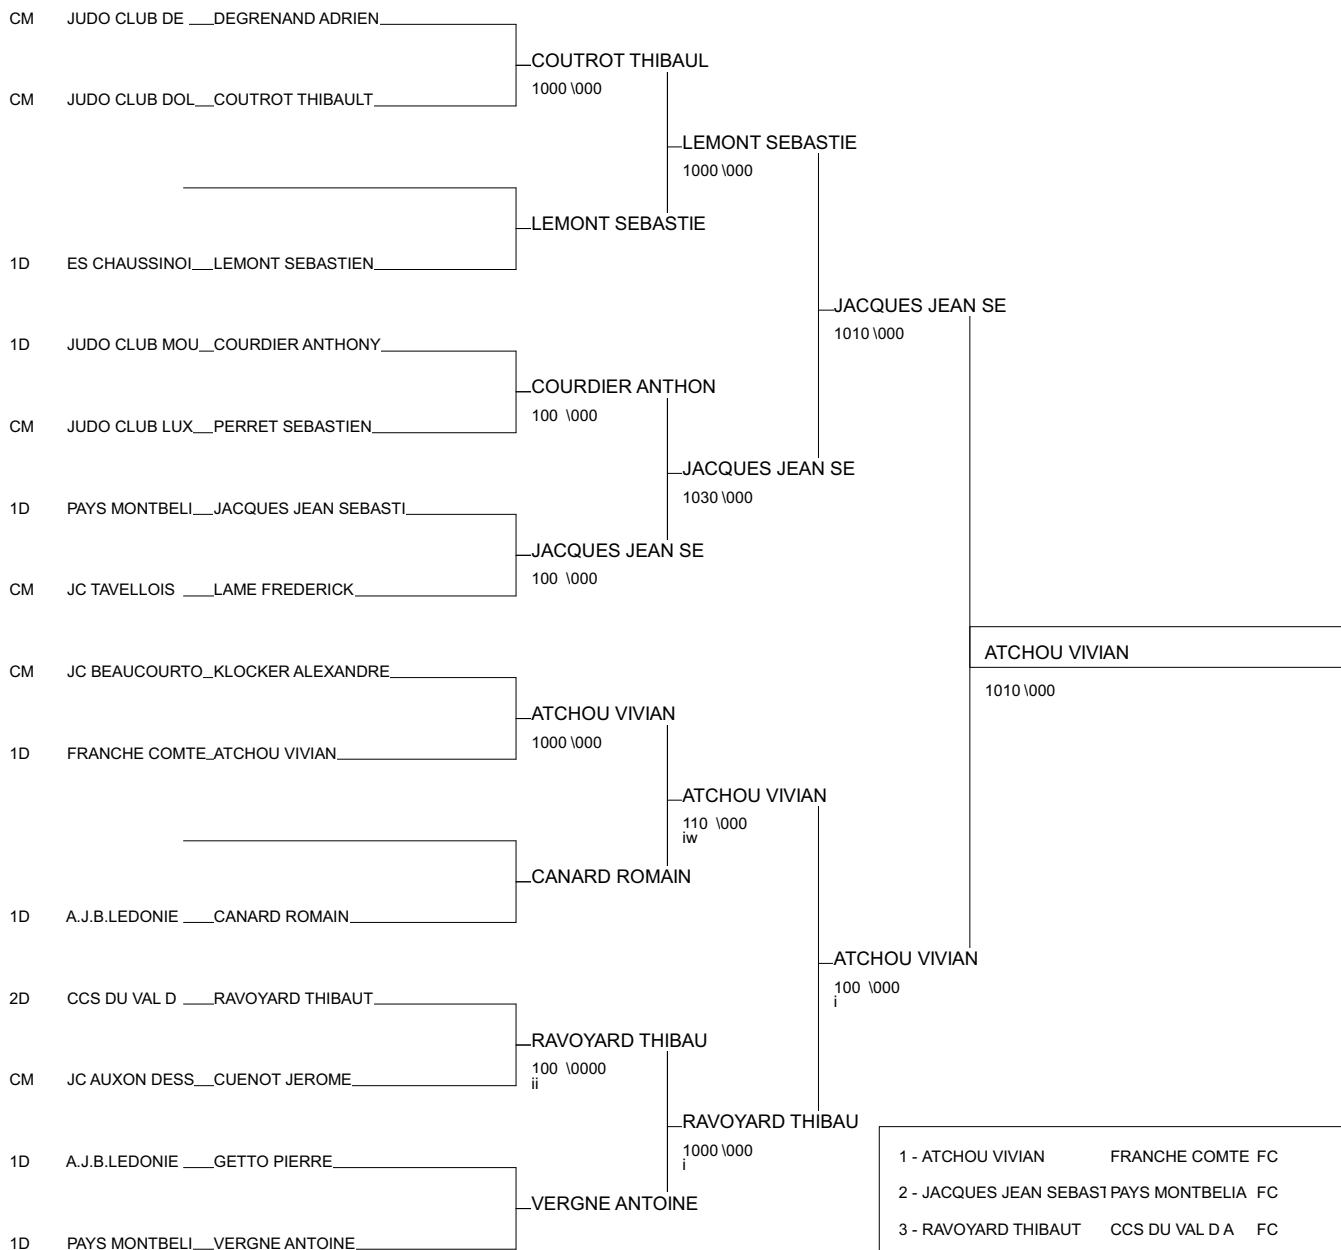 CM JUDO CLUB DE DEGRENAND ADRIEN
COUTROT THIBAUL
1000 \000
CM JUDO CLUB DOL COUTROT THIBAULT
LEMONT SEBASTIE
1000 \000
LEMONT SEBASTIE
1D ES CHAUSSINOI LEMONT SEBASTIEN
JACQUES JEAN SE
1010 \000
1D JUDO CLUB MOU COURDIER ANTHONY
COURDIER ANTHON
100 \000
CM JUDO CLUB LUX PERRET SEBASTIEN
JACQUES JEAN SE
1030 \000
1D PAYS MONTBELI JACQUES JEAN SEBASTI
JACQUES JEAN SE
100 \000
CM JC TAVELLOIS LAME FREDERICK
ATCHOU VIVIAN
1010 \000
CM JC BEAUCOURTO KLOCKER ALEXANDRE
ATCHOU VIVIAN
1000 \000
1D FRANCHE COMTE ATCHOU VIVIAN
ATCHOU VIVIAN
110 \000
iw
CANARD ROMAIN
1D A.J.B.LEDONIE CANARD ROMAIN
ATCHOU VIVIAN
100 \000
i
2D CCS DU VAL D RAVOYARD THIBAUT
RAVOYARD THIBAU
100 \0000
ii
CM JC AUXON DESS CUENOT JEROME
RAVOYARD THIBAU
1000 \000
i
1D A.J.B.LEDONIE GETTO PIERRE
VERGNE ANTOINE
1D PAYS MONTBELI VERGNE ANTOINE
1 - ATCHOU VIVIAN FRANCHE COMTE FC
2 - JACQUES JEAN SEBAST PAYS MONTBELIA FC
3 - RAVOYARD THIBAUT CCS DU VAL D A FC